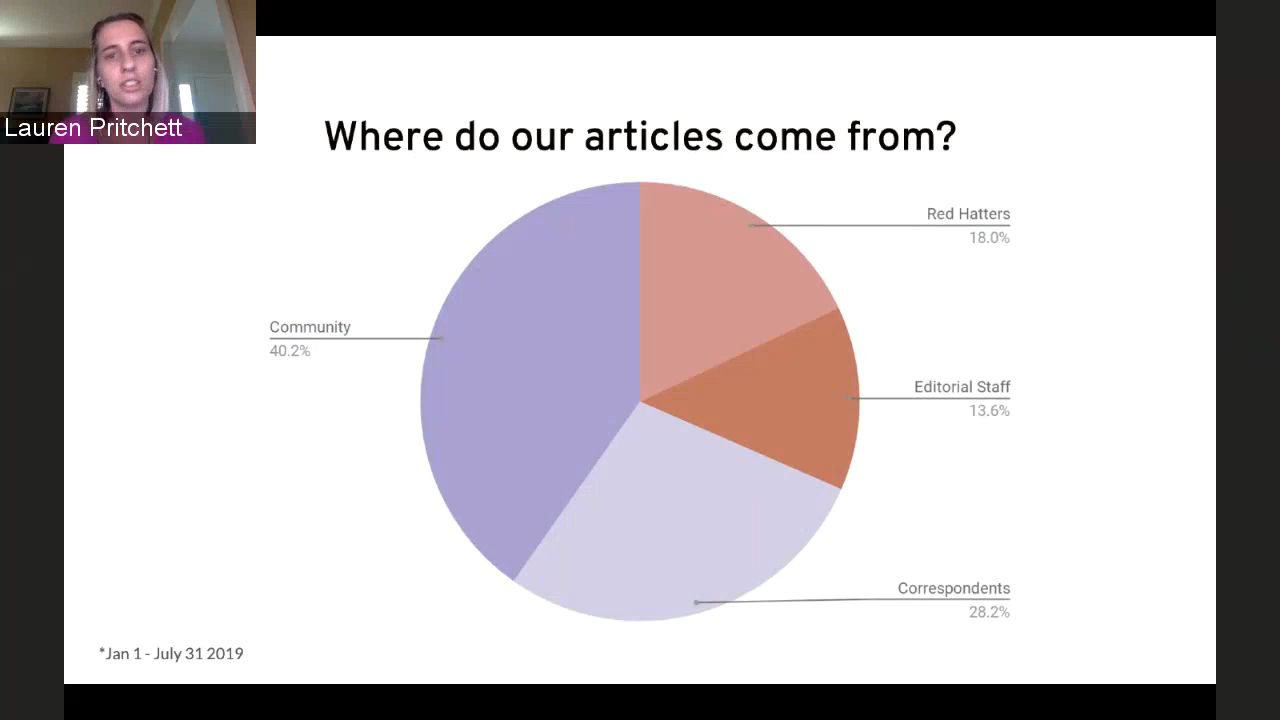 Lauren Pritchett
Where do our articles come from?
Red Hatters
18.0%
Community
40.2%
Editorial Staff
13.6%
Correspondents
28.2%
*Jan 1 - July 31 2019